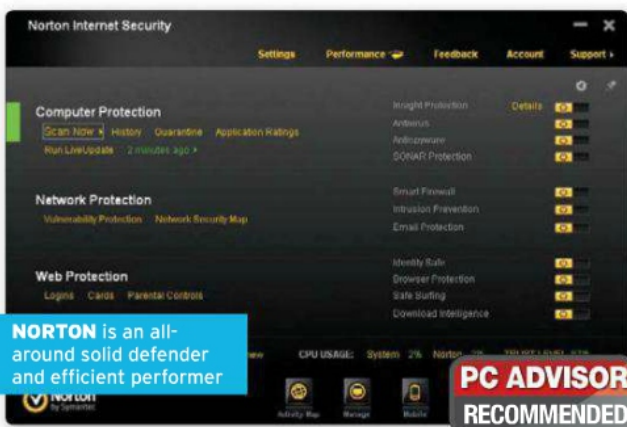 Norton Internet Security
Settings Performance Feedback Account Support
Computer Protection
Scan Now History Quarantine Application Ratings
Run LiveUpdate 2 minutes ago
Insight Protection Details
Antivirus
Antispyware
SONAR Protection
Network Protection
Vulnerability Protection Network Security Map
Smart Firewall
Intrusion Prevention
Email Protection
Web Protection
Logins Cards Parental Controls
Identity Safe
Browser Protection
Safe Surfing
Download Intelligence
NORTON is an all-
around solid defender
and efficient performer
CPU USAGE: System 2% Norton
Norton
by Symantec
Activity Map Manage Mobile
PC ADVISOR
RECOMMENDED